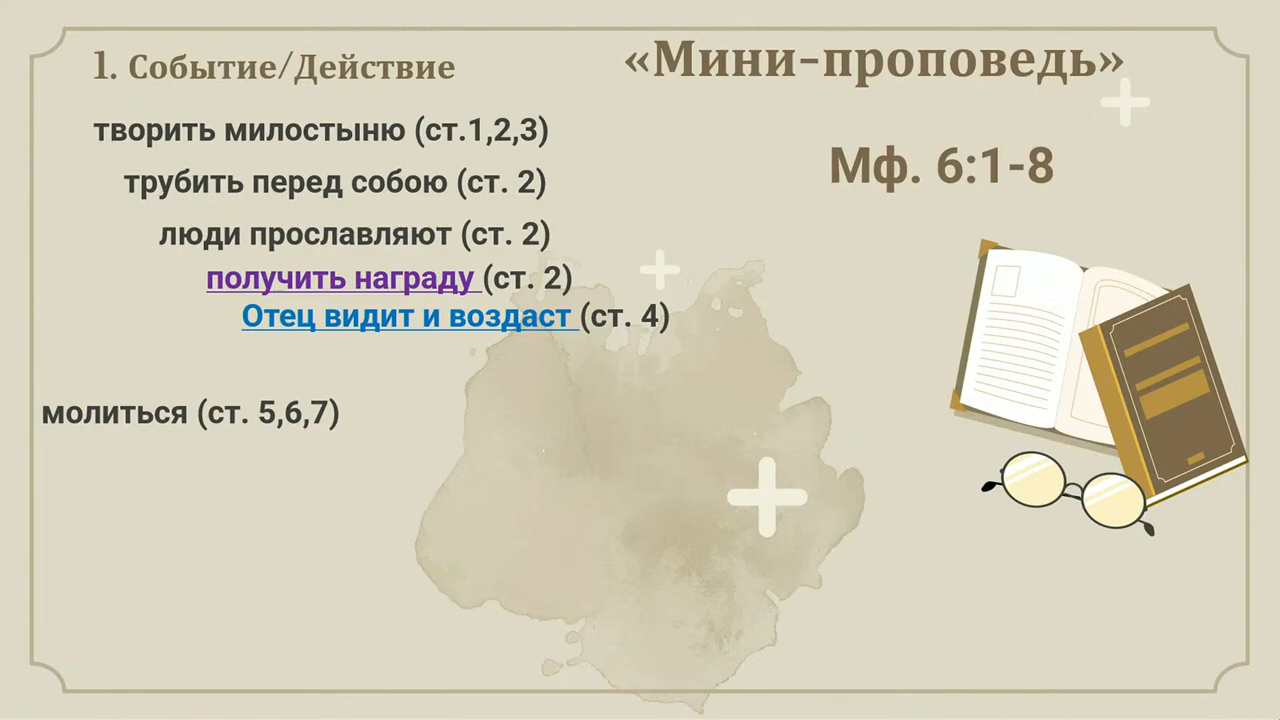 1. Событие/Действие
«Мини-проповедь»
творить милостыню (ст.1,2,3)
Мф. 6:1-8
трубить перед собою (ст. 2)
люди прославляют (ст. 2)
получить награду (ст. 2)
Отец видит и воздаст (ст. 4)
молиться (ст. 5,6,7)